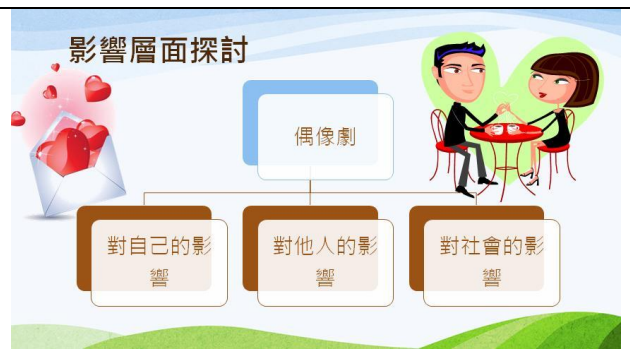 影響層面探討
偶像劇
對自己的影
響
對他人的影
響
對社會的影
響